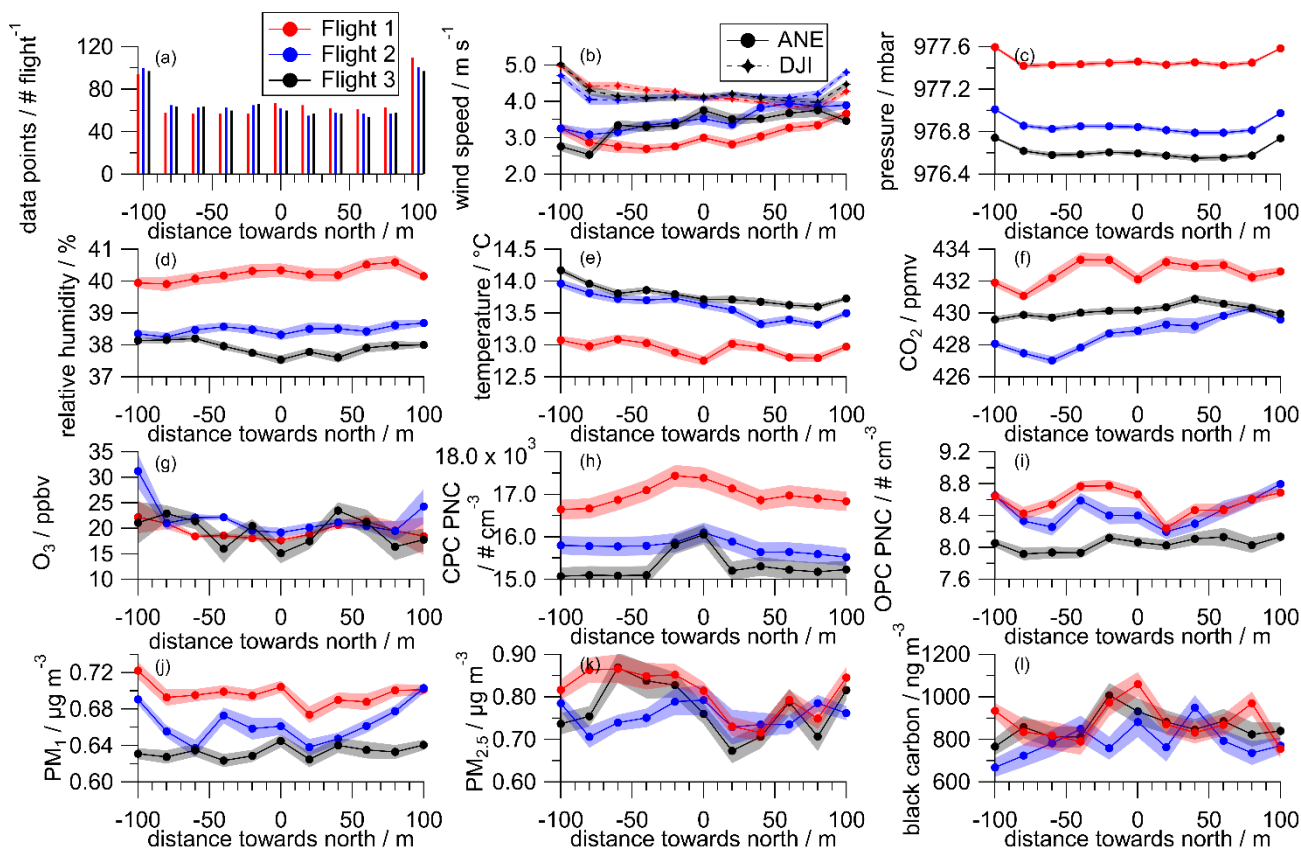 Flight 1
Flight 2
Flight 3
ANE
DJI
(a)
data points / # flight-1
120
80
40
0
-100 -50 0 50 100
(b)
wind speed / m s-1
5.0
4.0
3.0
2.0
-100 -50 0 50 100
(c)
pressure / mbar
977.6
977.2
976.8
976.4
-100 -50 0 50 100
distance towards north / m
distance towards north / m
distance towards north / m
(d)
relative humidity / %
41
40
39
38
37
-100 -50 0 50 100
(e)
temperature / °C
14.5
14.0
13.5
13.0
12.5
-100 -50 0 50 100
(f)
CO2 / ppmv
434
432
430
428
426
-100 -50 0 50 100
distance towards north / m
distance towards north / m
distance towards north / m
(g)
O3 / ppbv
35
30
25
20
15
10
-100 -50 0 50 100
(h)
CPC PNC
/ # cm-3
18.0 x 103
17.0
16.0
15.0
-100 -50 0 50 100
(i)
OPC PNC / # cm-3
9.2
8.8
8.4
8.0
7.6
-100 -50 0 50 100
distance towards north / m
distance towards north / m
distance towards north / m
(j)
PM1 / µg m-3
0.72
0.68
0.64
0.60
-100 -50 0 50 100
(k)
PM2.5 / µg m-3
0.90
0.80
0.70
0.60
-100 -50 0 50 100
(l)
black carbon / ng m-3
1200
1000
800
600
-100 -50 0 50 100
distance towards north / m
distance towards north / m
distance towards north / m